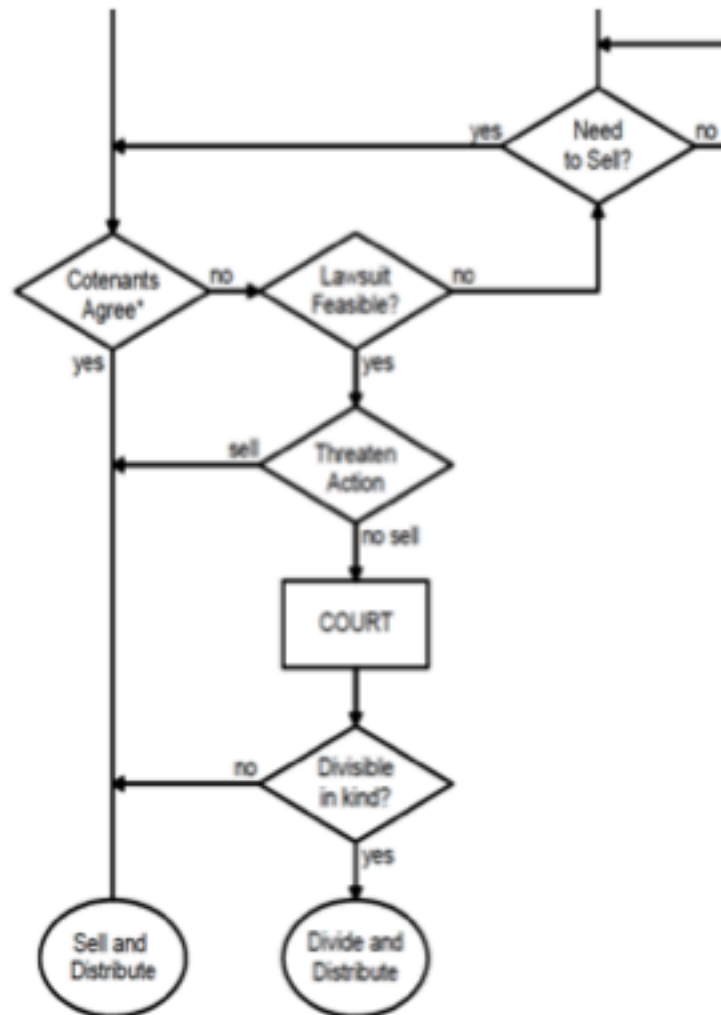 yes
Need
to Sell?
no
Cotenants
Agree*
no
Lawsuit
Feasible?
no
yes
yes
sell
Threaten
Action
no sell
COURT
no
Divisible
in kind?
yes
Sell and
Distribute
Divide and
Distribute